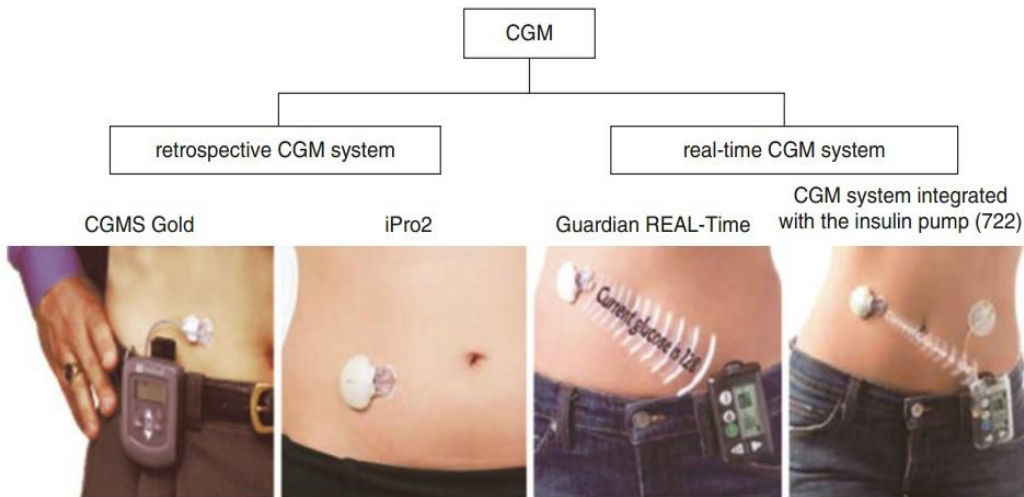 CGM
retrospective CGM system
real-time CGM system
CGMS Gold
iPro2
Guardian REAL-Time
CGM system integrated
with the insulin pump (722)
Current glucose is 128